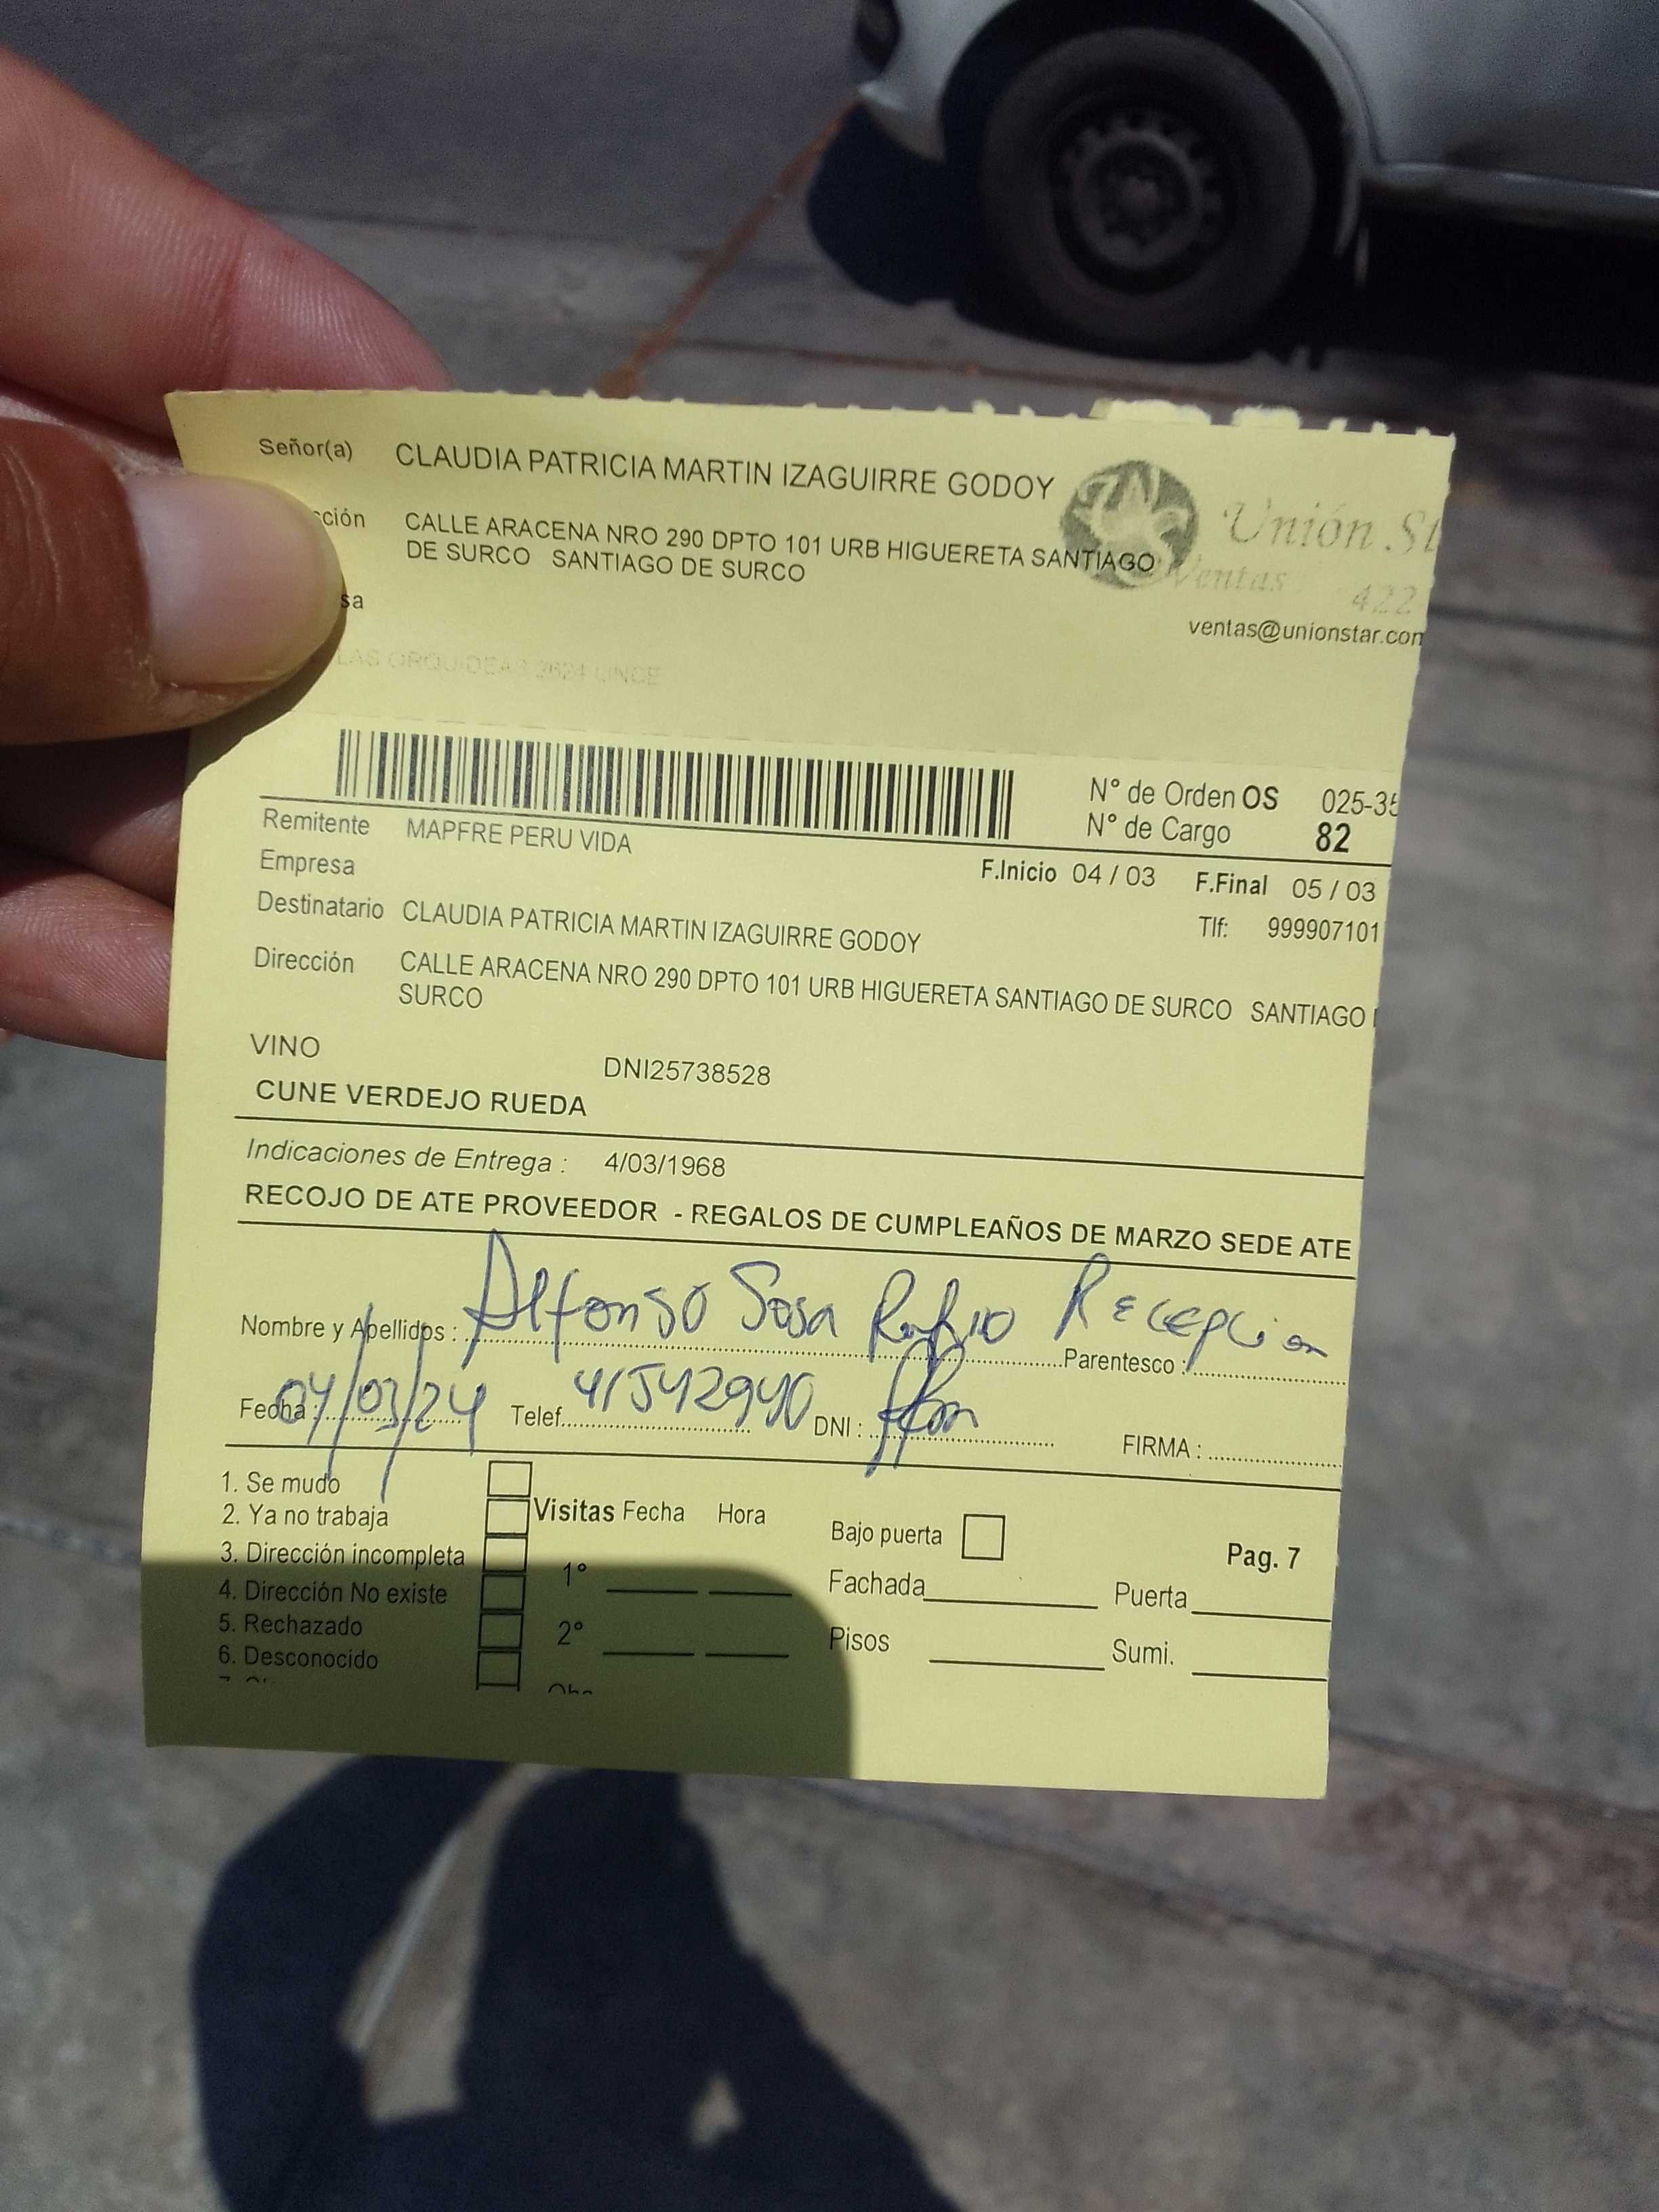 Señor(a) CLAUDIA PATRICIA MARTIN IZAGUIRRE GODOY
Unión St
cción CALLE ARACENA NRO 290 DPTO 101 URB HIGUERETA SANTIAGO
DE SURCO SANTIAGO DE SURCO
Ventas 422
sa
ventas@unionstar.com
LAS ORQUIDEAS 2624 LINCE
N° de Orden OS 025-35
N° de Cargo 82
Remitente MAPFRE PERU VIDA
Empresa
F.Inicio 04 / 03 F.Final 05 / 03
Destinatario CLAUDIA PATRICIA MARTIN IZAGUIRRE GODOY
Tlf: 999907101
Dirección CALLE ARACENA NRO 290 DPTO 101 URB HIGUERETA SANTIAGO DE SURCO SANTIAGO
SURCO
VINO
DNI25738528
CUNE VERDEJO RUEDA
Indicaciones de Entrega : 4/03/1968
RECOJO DE ATE PROVEEDOR - REGALOS DE CUMPLEAÑOS DE MARZO SEDE ATE
Nombre y Apellidos : Alfonso Sosa Recepcion Parentesco :
Fecha : 04/03/24 Telef. 41542940 DNI : FIRMA :
1. Se mudo
2. Ya no trabaja
3. Dirección incompleta
4. Dirección No existe
5. Rechazado
6. Desconocido
Visitas Fecha Hora
1°
2°
Bajo puerta
Pag. 7
Fachada Puerta
Pisos Sumi.